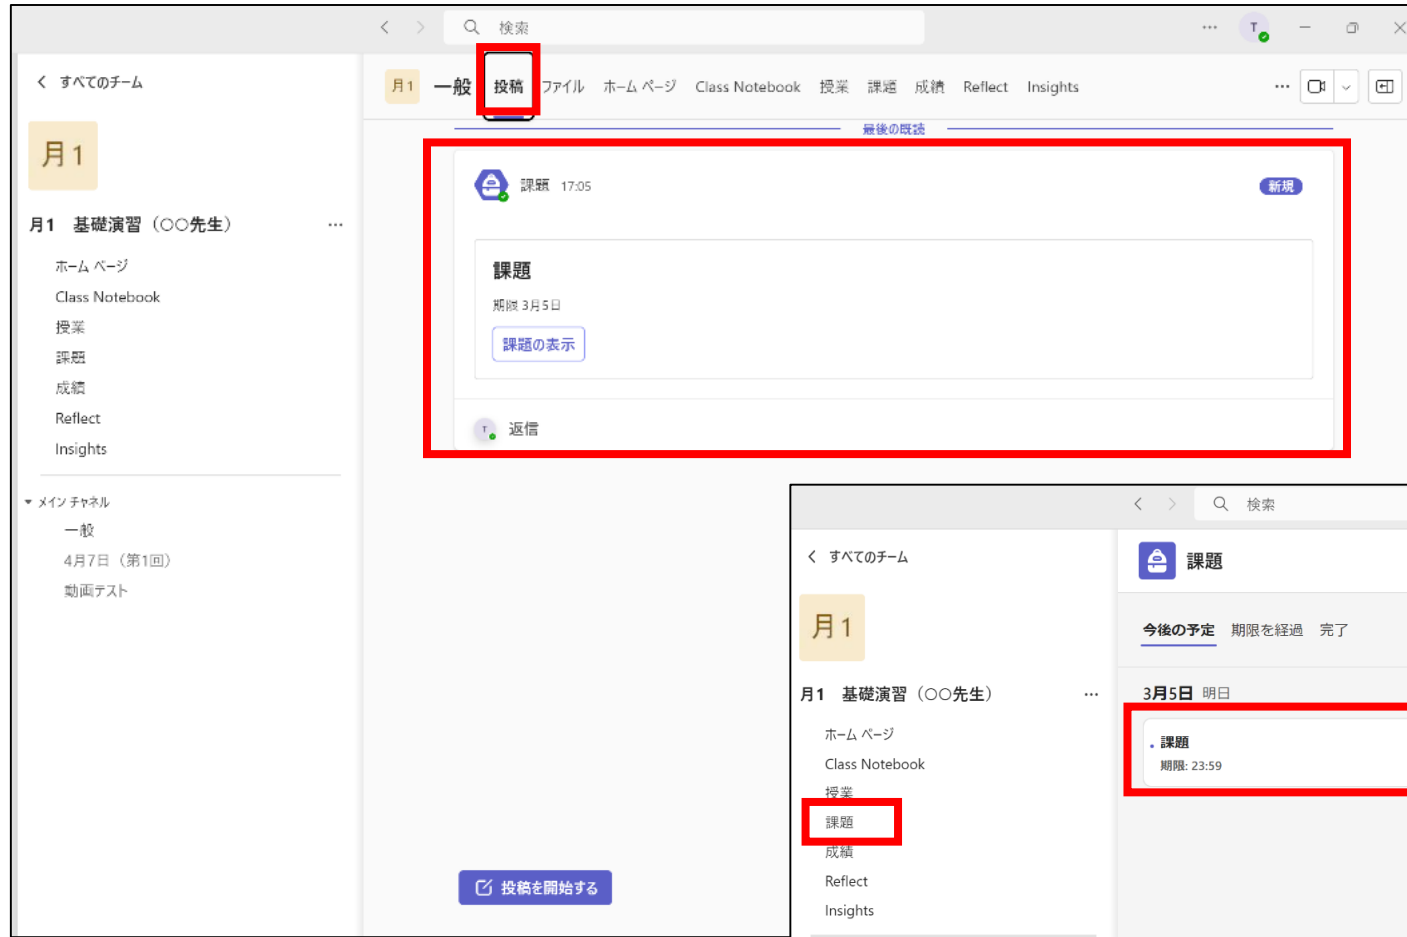 検索
T
すべてのチーム
月1
一般 投稿 ファイル ホーム ページ Class Notebook 授業 課題 成績 Reflect Insights
月1
月1 基礎演習（○○先生）
ホーム ページ
Class Notebook
授業
課題
成績
Reflect
Insights
メイン チャネル
一般
4月7日（第1回）
動画テスト
最後の既読
課題 17:05
新規
課題
期限 3月5日
課題の表示
T 返信
投稿を開始する
検索
すべてのチーム
月1
月1 基礎演習（○○先生）
ホーム ページ
Class Notebook
授業
課題
成績
Reflect
Insights
課題
今後の予定 期限を経過 完了
3月5日 明日
課題
期限: 23:59